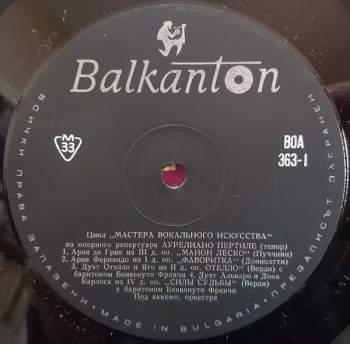 Balkanton
M
33
ВОА
363-I
Цикл „МАСТЕРА ВОКАЛЬНОГО ИСКУССТВА"
из оперного репертуара АУРЕЛИАНО ПЕРТИЛЕ (тенор)
1. Ария де Грие из III д. оп. „МАНОН ЛЕСКО" (Пуччини)
2. Ария Фернандо из I д. оп. „ФАВОРИТКА" (Доницетти)
3. Дуэт Отелло и Яго из II д. оп. ОТЕЛЛО" (Верди) с
баритоном Бенвенуто Франчи 4. Дуэт Альваро и Дона
Карлоса из IV д. оп. „СИЛЫ СУДЬБЫ" (Верди)
с баритоном Бенвенуто Франчи
Под аккомп. оркестра
ВСИЧКИ ПРАВА ЗАПАЗЕНИ • MADE IN BULGARIA • ПРЕЗАПИСЪТ ЗАБРАНЕН